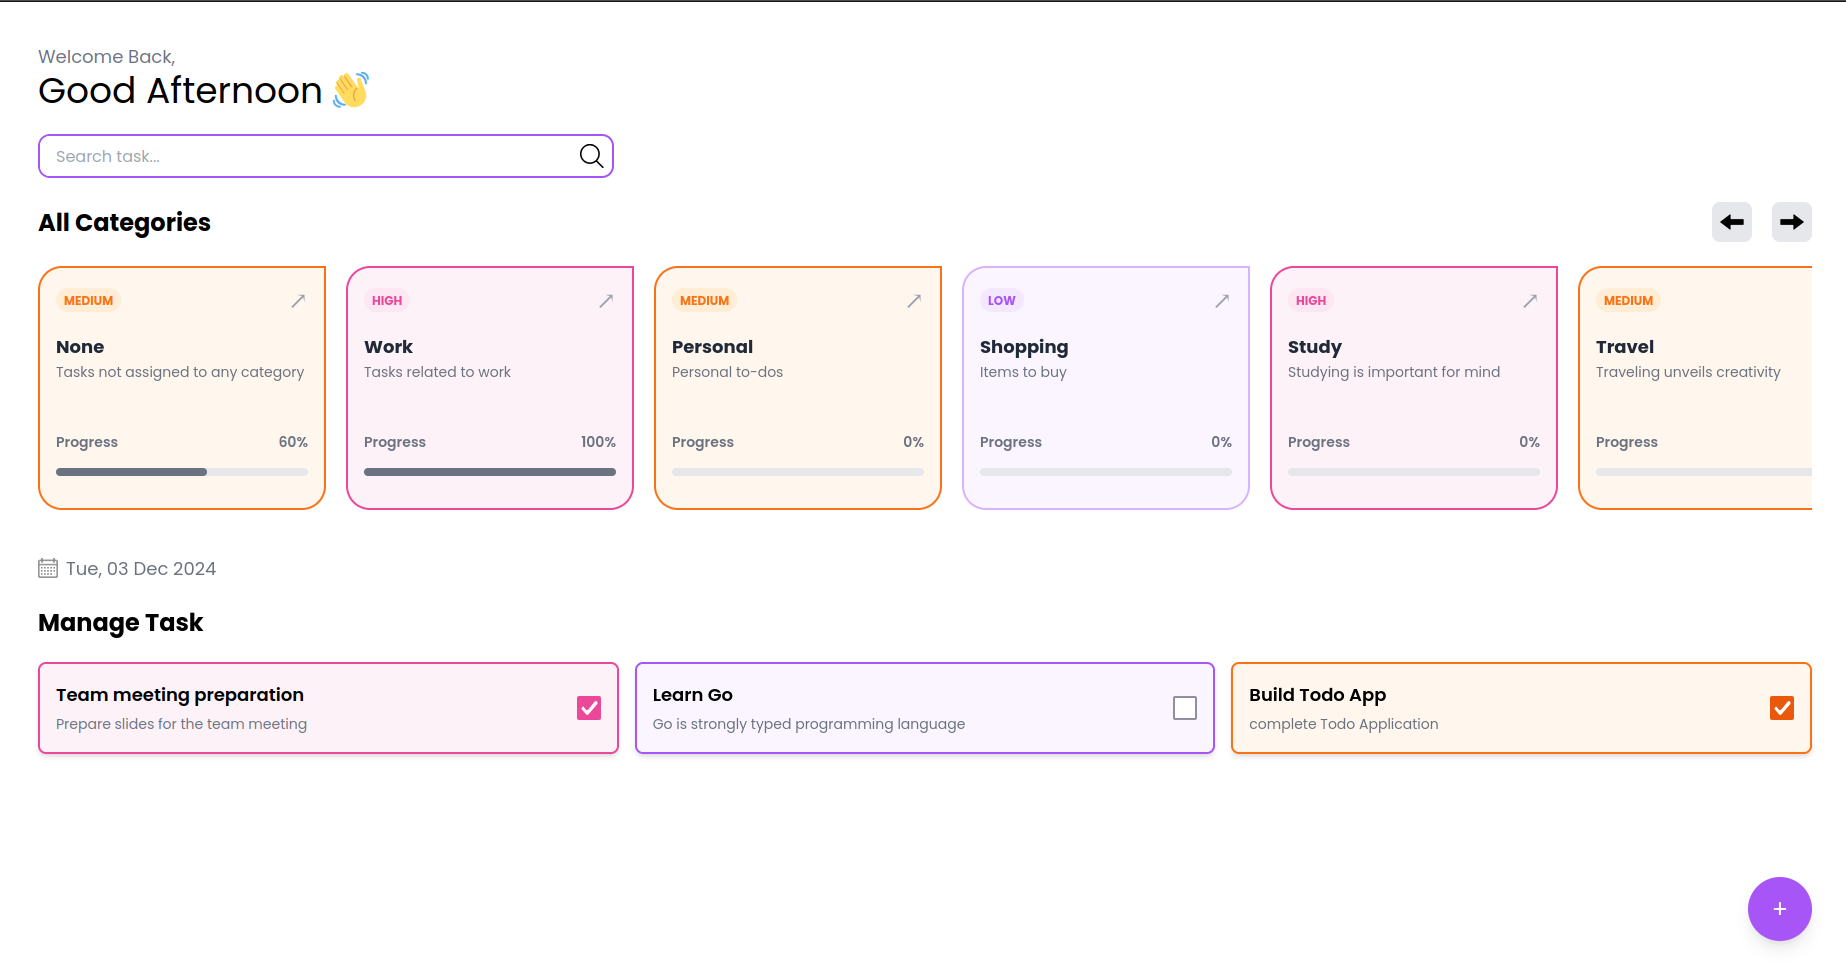 Welcome Back,
Good Afternoon 👋
Search task...
All Categories
MEDIUM
None
Tasks not assigned to any category
Progress 60%
HIGH
Work
Tasks related to work
Progress 100%
MEDIUM
Personal
Personal to-dos
Progress 0%
LOW
Shopping
Items to buy
Progress 0%
HIGH
Study
Studying is important for mind
Progress 0%
MEDIUM
Travel
Traveling unveils creativity
Progress
Tue, 03 Dec 2024
Manage Task
Team meeting preparation
Prepare slides for the team meeting
Learn Go
Go is strongly typed programming language
Build Todo App
complete Todo Application
+